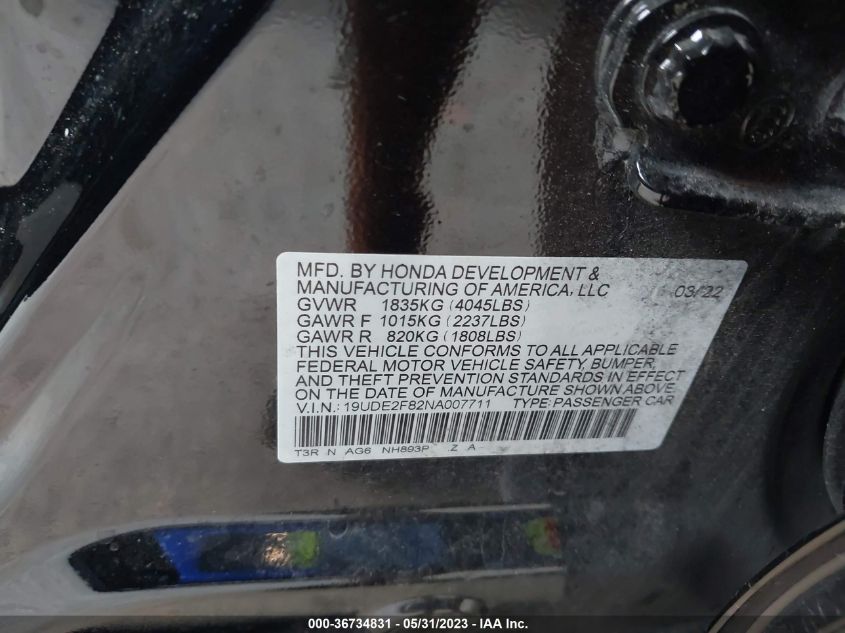 MFD. BY HONDA DEVELOPMENT &
MANUFACTURING OF AMERICA, LLC 03/22
GVWR 1835KG (4045LBS)
GAWR F 1015KG (2237LBS)
GAWR R 820KG (1808LBS)
THIS VEHICLE CONFORMS TO ALL APPLICABLE
FEDERAL MOTOR VEHICLE SAFETY, BUMPER,
AND THEFT PREVENTION STANDARDS IN EFFECT
ON THE DATE OF MANUFACTURE SHOWN ABOVE.
V.I.N.: 19UDE2F82NA007711 TYPE: PASSENGER CAR
T3R N AG6 NH893P Z A
000-36734831 - 05/31/2023 - ©IAA, Inc.